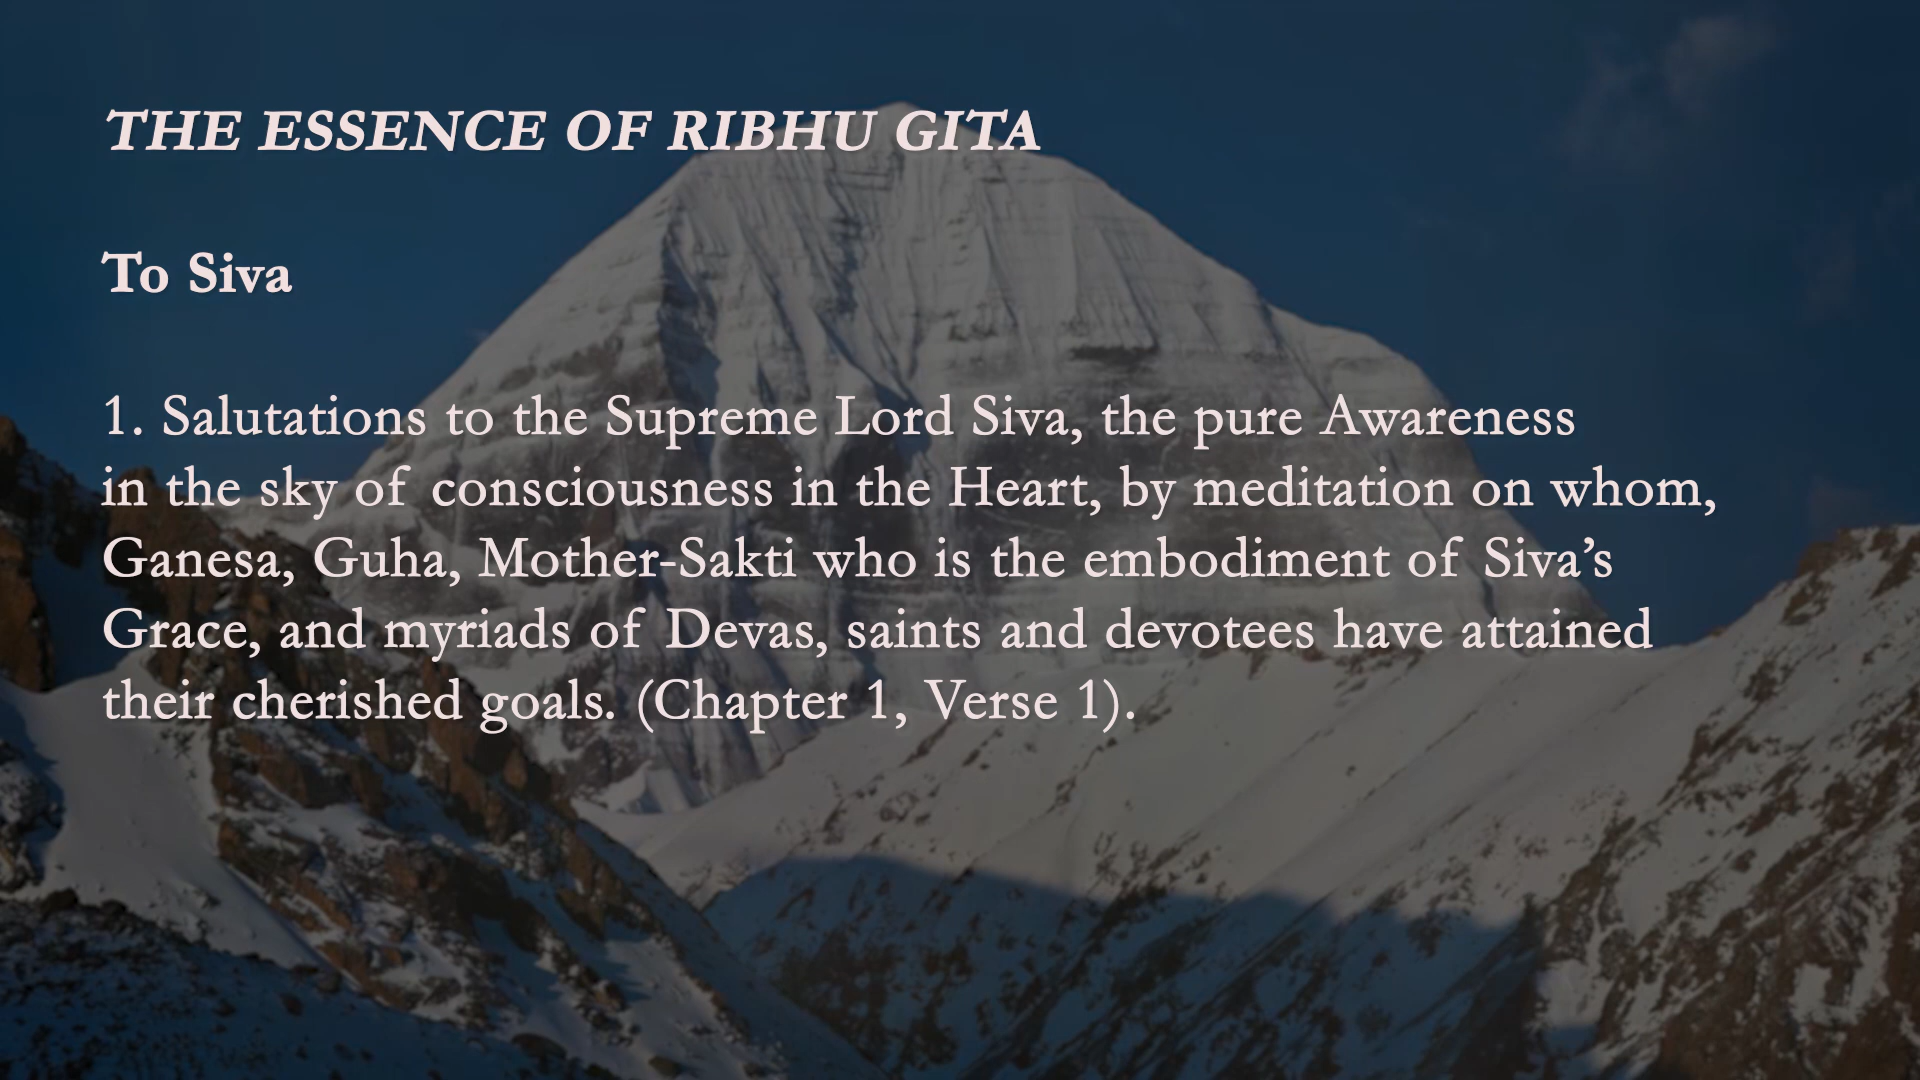 THE ESSENCE OF RIBHU GITA
To Siva
1. Salutations to the Supreme Lord Siva, the pure Awareness
in the sky of consciousness in the Heart, by meditation on whom,
Ganesa, Guha, Mother-Sakti who is the embodiment of Siva’s
Grace, and myriads of Devas, saints and devotees have attained
their cherished goals. (Chapter 1, Verse 1).